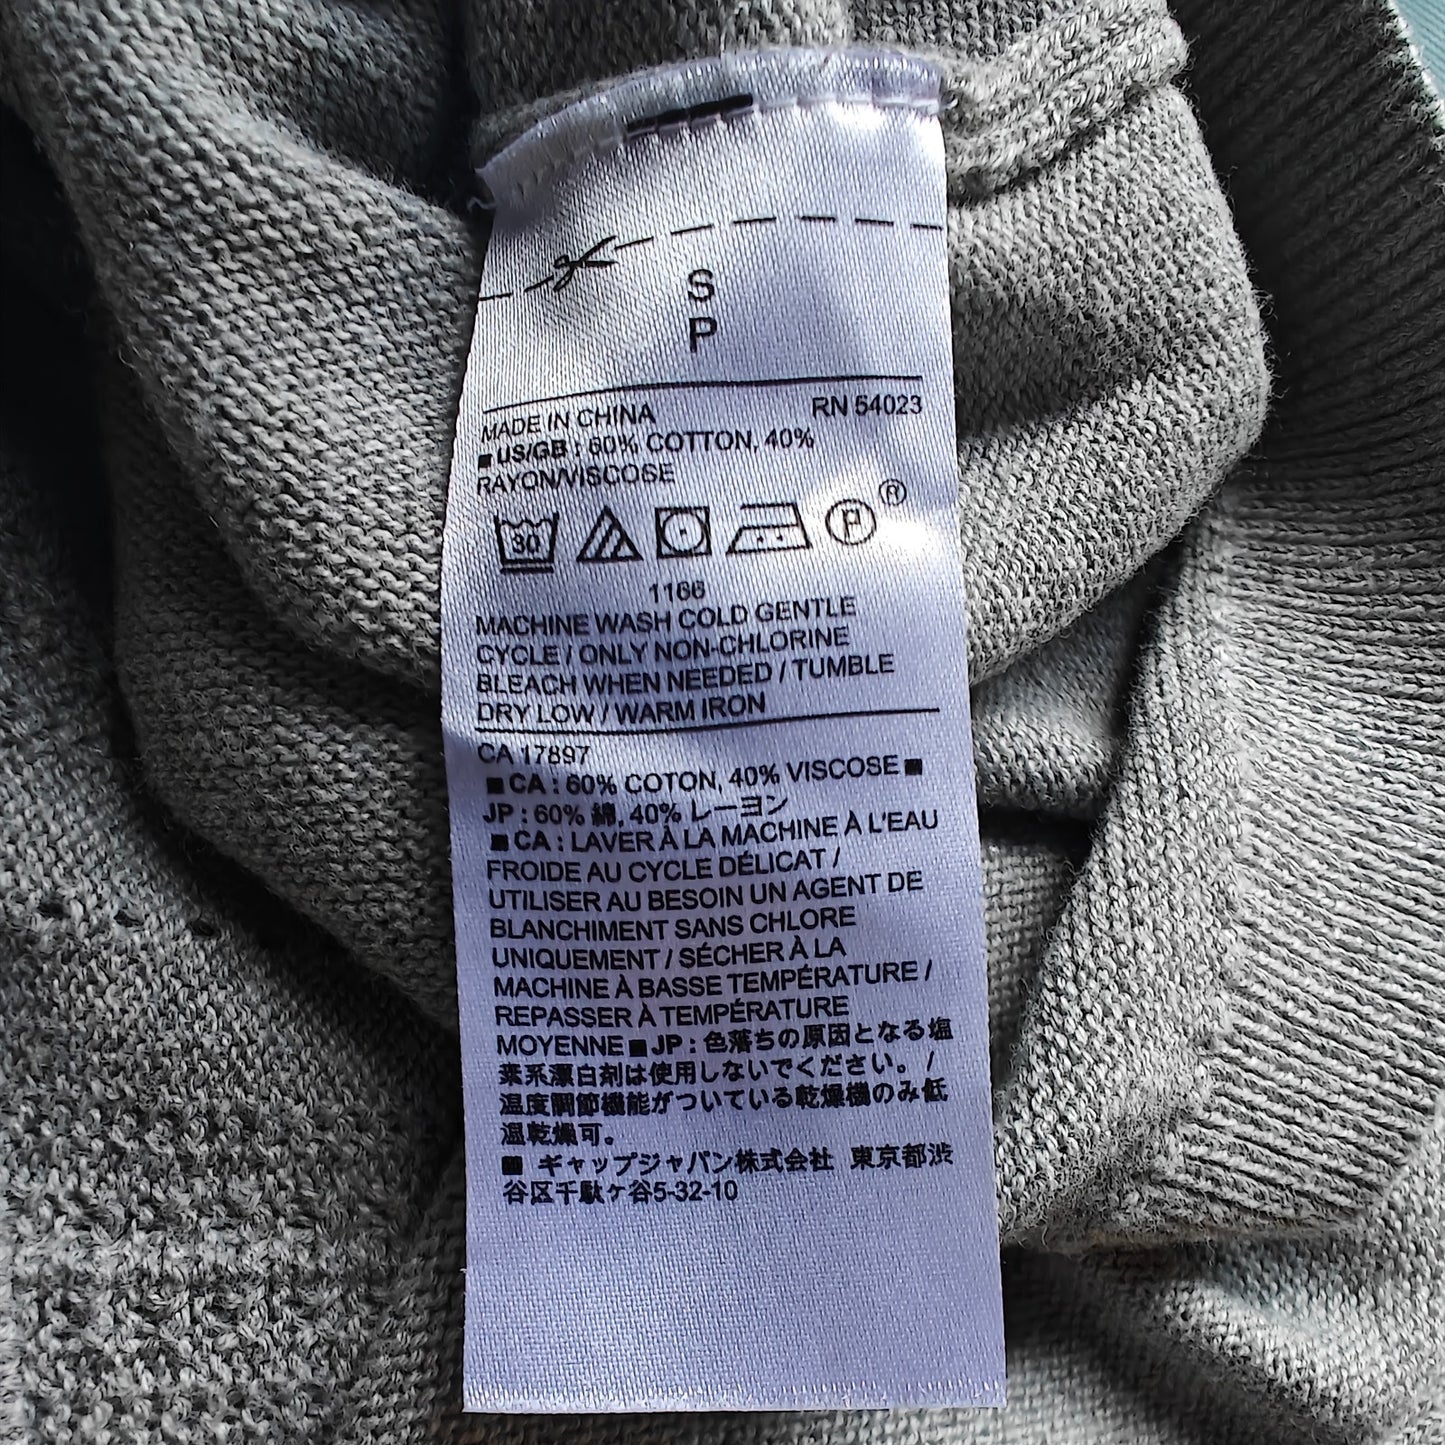 S
P
MADE IN CHINA RN 54023
■ US/GB : 60% COTTON, 40%
RAYON/VISCOSE
30 P ®
1166
MACHINE WASH COLD GENTLE
CYCLE / ONLY NON-CHLORINE
BLEACH WHEN NEEDED / TUMBLE
DRY LOW / WARM IRON
CA 17897
■ CA : 60% COTON, 40% VISCOSE ■
JP : 60% 綿, 40% レーヨン
■ CA : LAVER À LA MACHINE À L'EAU
FROIDE AU CYCLE DÉLICAT /
UTILISER AU BESOIN UN AGENT DE
BLANCHIMENT SANS CHLORE
UNIQUEMENT / SÉCHER À LA
MACHINE À BASSE TEMPÉRATURE /
REPASSER À TEMPÉRATURE
MOYENNE ■ JP : 色落ちの原因となる塩
素系漂白剤は使用しないでください。 /
温度調節機能がついている乾燥機のみ低
温乾燥可。
■ ギャップジャパン株式会社 東京都渋
谷区千駄ヶ谷5-32-10